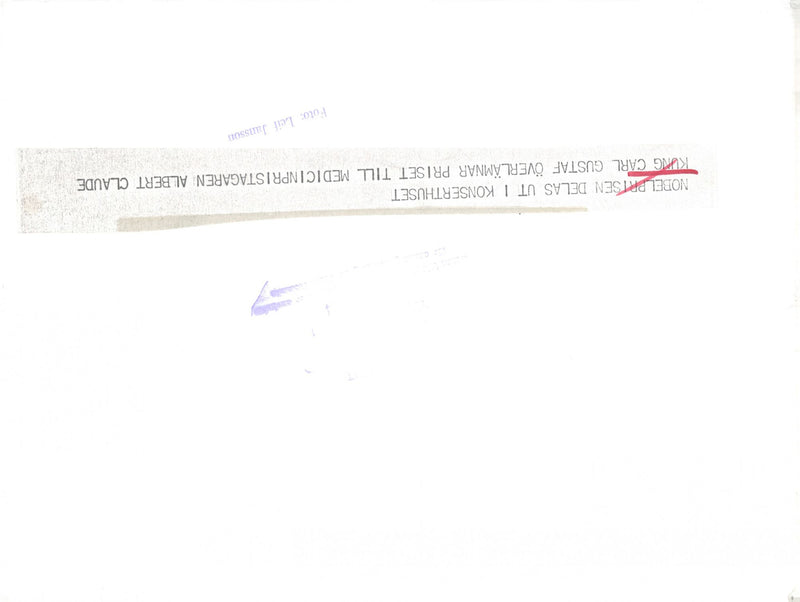 NOBELPRISEN DELAS UT I KONSERTHUSET
KUNG CARL GUSTAF ÖVERLÄMNAR PRISET TILL MEDICINPRISTAGAREN ALBERT CLAUDE
Foto: Leif Jansson